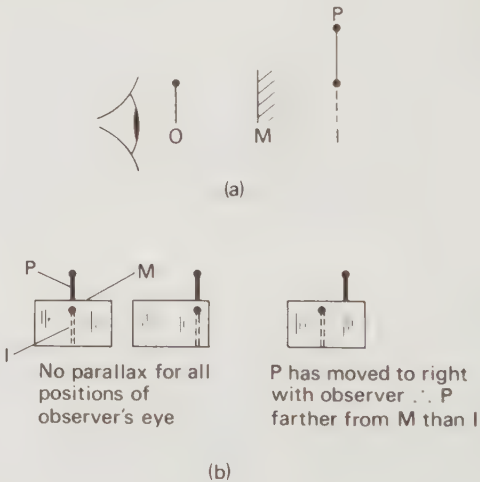 P
O
M
I
(a)
P
M
I
No parallax for all
positions of
observer's eye
P has moved to right
with observer ∴ P
farther from M than I
(b)